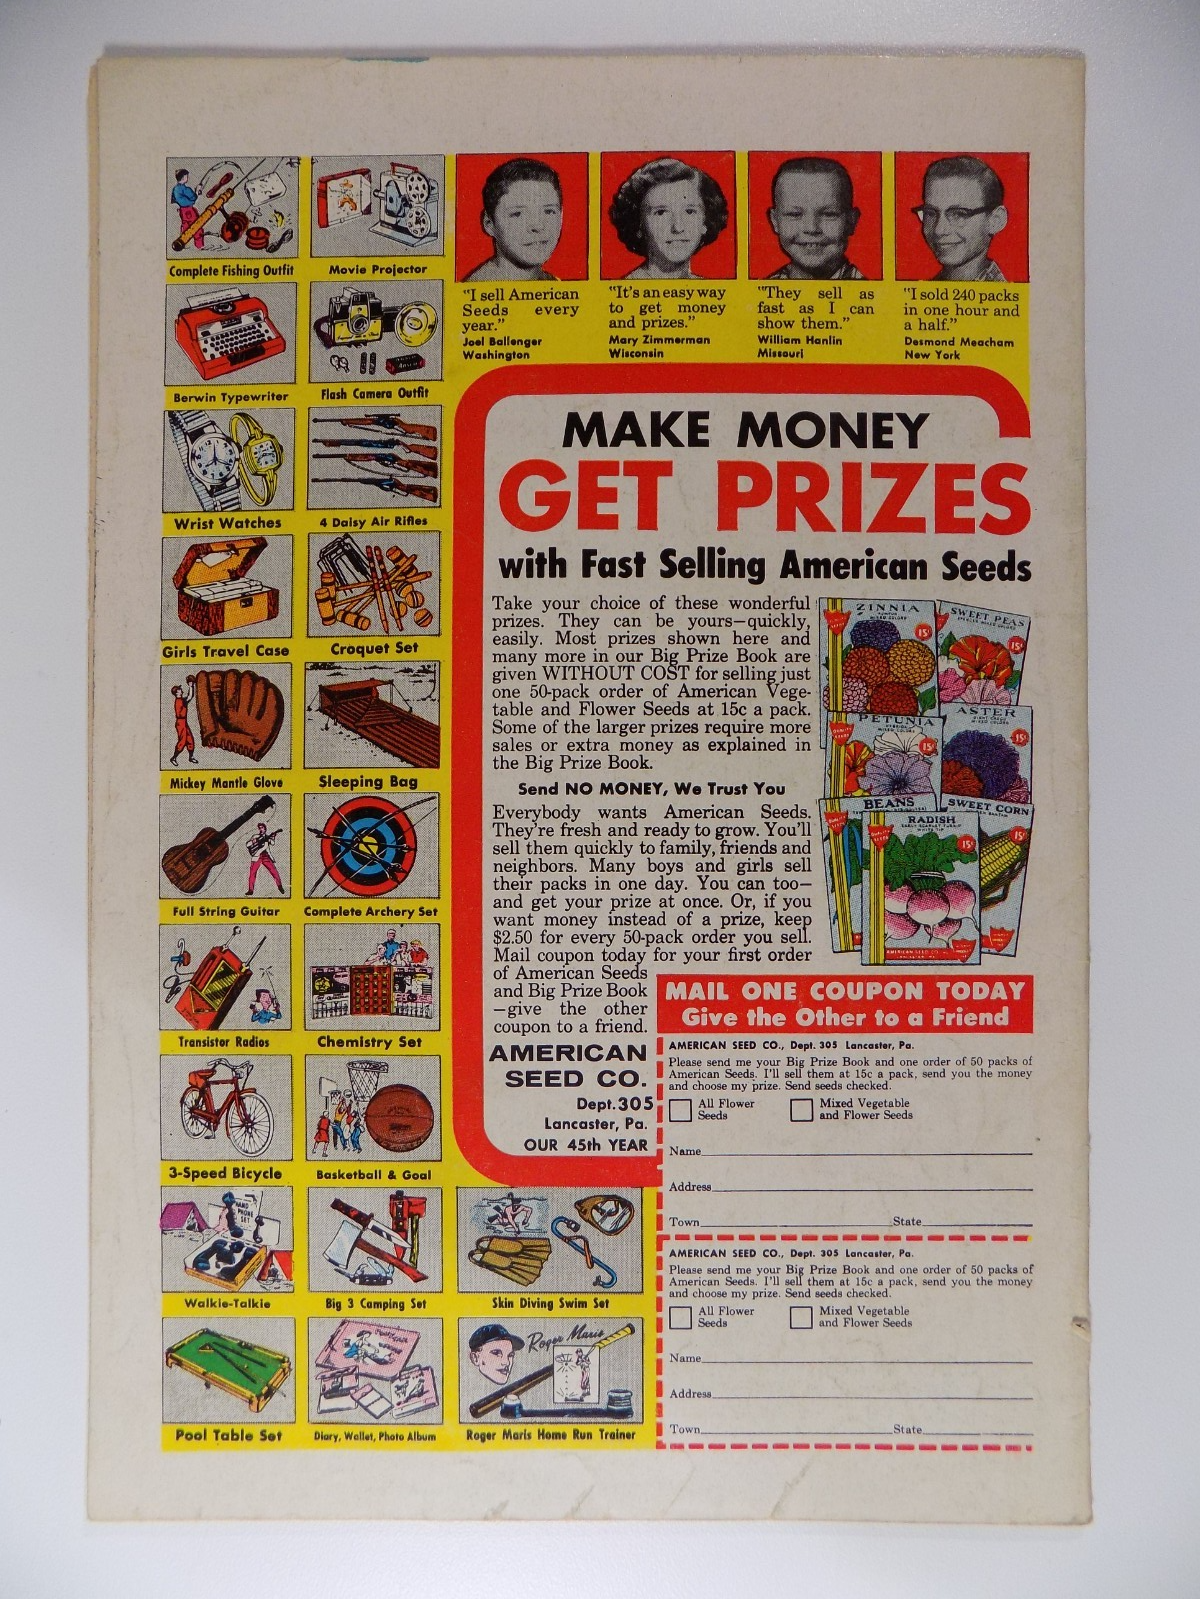 Complete Fishing Outfit
Movie Projector
Berwin Typewriter
Flash Camera Outfit
Wrist Watches
4 Daisy Air Rifles
Girls Travel Case
Croquet Set
Mickey Mantle Glove
Sleeping Bag
Full String Guitar
Complete Archery Set
Transistor Radios
Chemistry Set
3-Speed Bicycle
Basketball & Goal
HAND
PHONE
SET
Walkie-Talkie
Big 3 Camping Set
Skin Diving Swim Set
Pool Table Set
Diary, Wallet, Photo Album
Roger Maris
Roger Maris Home Run Trainer
"I sell American
Seeds every
year."
Joel Ballenger
Washington
"It's an easy way
to get money
and prizes."
Mary Zimmerman
Wisconsin
"They sell as
fast as I can
show them."
William Hanlin
Missouri
"I sold 240 packs
in one hour and
a half."
Desmond Meacham
New York
MAKE MONEY
GET PRIZES
with Fast Selling American Seeds
Take your choice of these wonderful
prizes. They can be yours—quickly,
easily. Most prizes shown here and
many more in our Big Prize Book are
given WITHOUT COST for selling just
one 50-pack order of American Vege-
table and Flower Seeds at 15c a pack.
Some of the larger prizes require more
sales or extra money as explained in
the Big Prize Book.
Send NO MONEY, We Trust You
Everybody wants American Seeds.
They're fresh and ready to grow. You'll
sell them quickly to family, friends and
neighbors. Many boys and girls sell
their packs in one day. You can too—
and get your prize at once. Or, if you
want money instead of a prize, keep
$2.50 for every 50-pack order you sell.
Mail coupon today for your first order
of American Seeds
and Big Prize Book
—give the other
coupon to a friend.
AMERICAN
SEED CO.
Dept. 305
Lancaster, Pa.
OUR 45th YEAR
ZINNIA
MIXED COLORS
15¢
SWEET PEAS
15¢
PETUNIA
MIXED COLORS
15¢
ASTER
MIXED COLORS
15¢
BEANS
SWEET CORN
15¢
RADISH
WHITE TIP
15¢
AMERICAN SEED CO.
MAIL ONE COUPON TODAY
Give the Other to a Friend
AMERICAN SEED CO., Dept. 305 Lancaster, Pa.
Please send me your Big Prize Book and one order of 50 packs of
American Seeds. I'll sell them at 15c a pack, send you the money
and choose my prize. Send seeds checked.
All Flower
Seeds
Mixed Vegetable
and Flower Seeds
Name
Address
Town State
AMERICAN SEED CO., Dept. 305 Lancaster, Pa.
Please send me your Big Prize Book and one order of 50 packs of
American Seeds. I'll sell them at 15c a pack, send you the money
and choose my prize. Send seeds checked.
All Flower
Seeds
Mixed Vegetable
and Flower Seeds
Name
Address
Town State